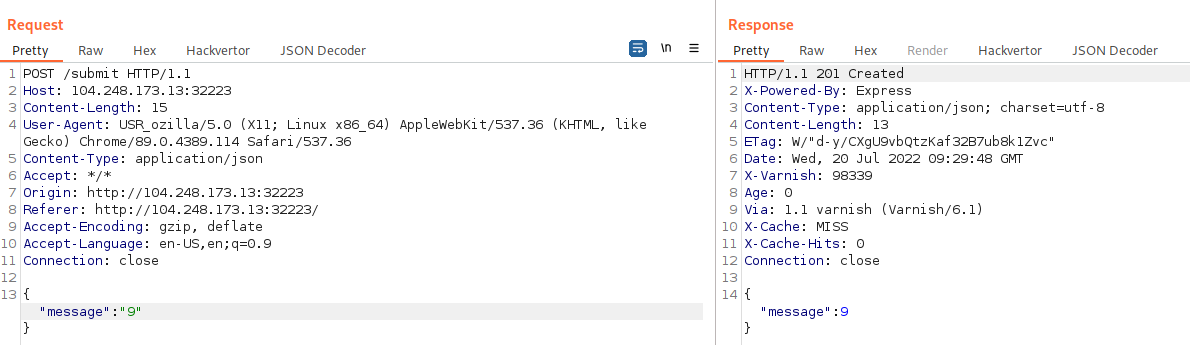 Request
Pretty Raw Hex Hackvertor JSON Decoder \n
1 POST /submit HTTP/1.1
2 Host: 104.248.173.13:32223
3 Content-Length: 15
4 User-Agent: USR_ozilla/5.0 (X11; Linux x86_64) AppleWebKit/537.36 (KHTML, like
Gecko) Chrome/89.0.4389.114 Safari/537.36
5 Content-Type: application/json
6 Accept: */*
7 Origin: http://104.248.173.13:32223
8 Referer: http://104.248.173.13:32223/
9 Accept-Encoding: gzip, deflate
10 Accept-Language: en-US,en;q=0.9
11 Connection: close
12
13 {
"message":"9"
}
Response
Pretty Raw Hex Render Hackvertor JSON Decoder
1 HTTP/1.1 201 Created
2 X-Powered-By: Express
3 Content-Type: application/json; charset=utf-8
4 Content-Length: 13
5 ETag: W/"d-y/CXgU9vbQtzKaf32B7ub8k1Zvc"
6 Date: Wed, 20 Jul 2022 09:29:48 GMT
7 X-Varnish: 98339
8 Age: 0
9 Via: 1.1 varnish (Varnish/6.1)
10 X-Cache: MISS
11 X-Cache-Hits: 0
12 Connection: close
13
14 {
"message":9
}